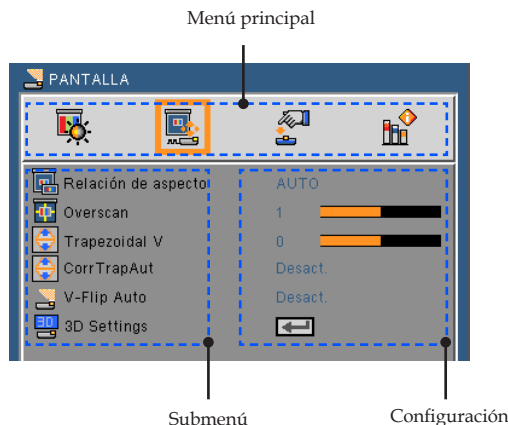 Menú principal
PANTALLA
Relación de aspecto AUTO
Overscan 1
Trapezoidal V 0
CorrTrapAut Desact.
V-Flip Auto Desact.
3D 3D Settings
Submenú Configuración